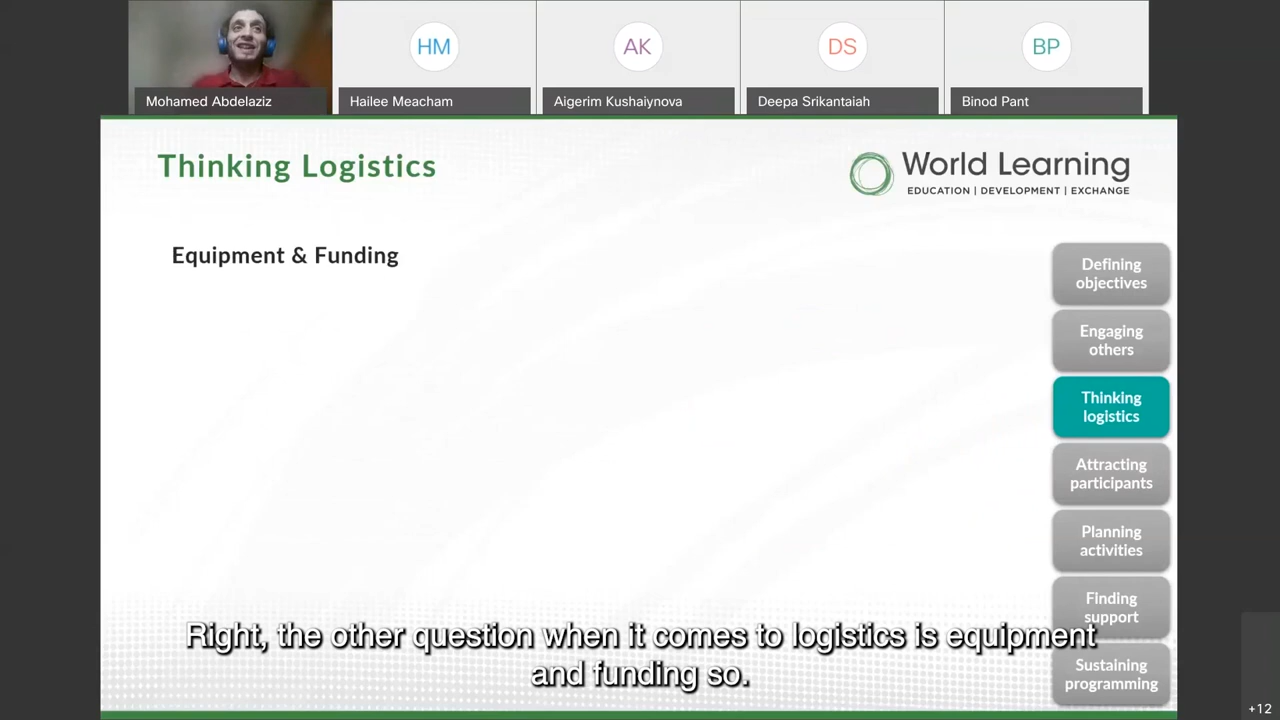 HM
AK
DS
BP
Mohamed Abdelaziz
Hailee Meacham
Aigerim Kushaiynova
Deepa Srikantaiah
Binod Pant
Thinking Logistics
World Learning
EDUCATION | DEVELOPMENT | EXCHANGE
Equipment & Funding
Defining
objectives
Engaging
others
Thinking
logistics
Attracting
participants
Planning
activities
Finding
support
Sustaining
programming
Right, the other question when it comes to logistics is equipment
and funding so.
+12